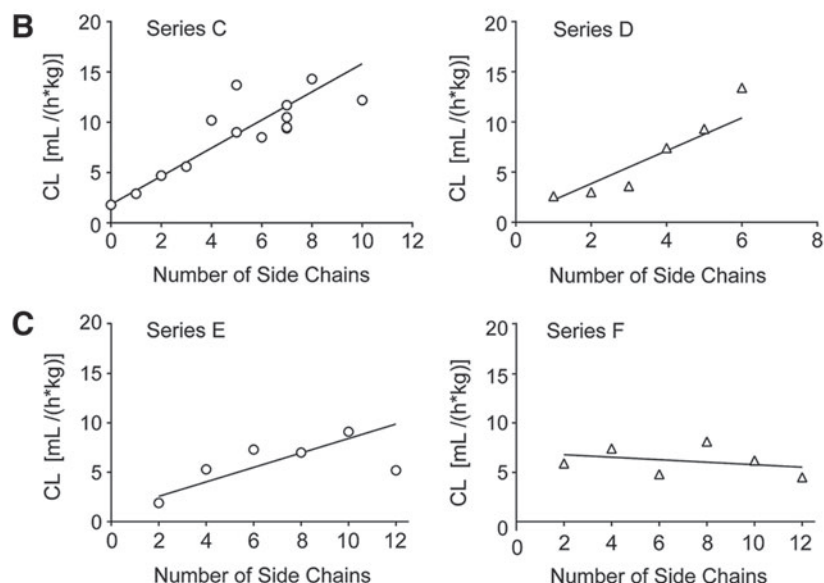 B
Series C
CL [mL /(h*kg)]
20
15
10
5
0
0 2 4 6 8 10 12
Number of Side Chains
Series D
CL [mL /(h*kg)]
20
15
10
5
0
0 2 4 6 8
Number of Side Chains
C
Series E
CL [mL /(h*kg)]
20
15
10
5
0
0 2 4 6 8 10 12
Number of Side Chains
Series F
CL [mL /(h*kg)]
20
15
10
5
0
0 2 4 6 8 10 12
Number of Side Chains